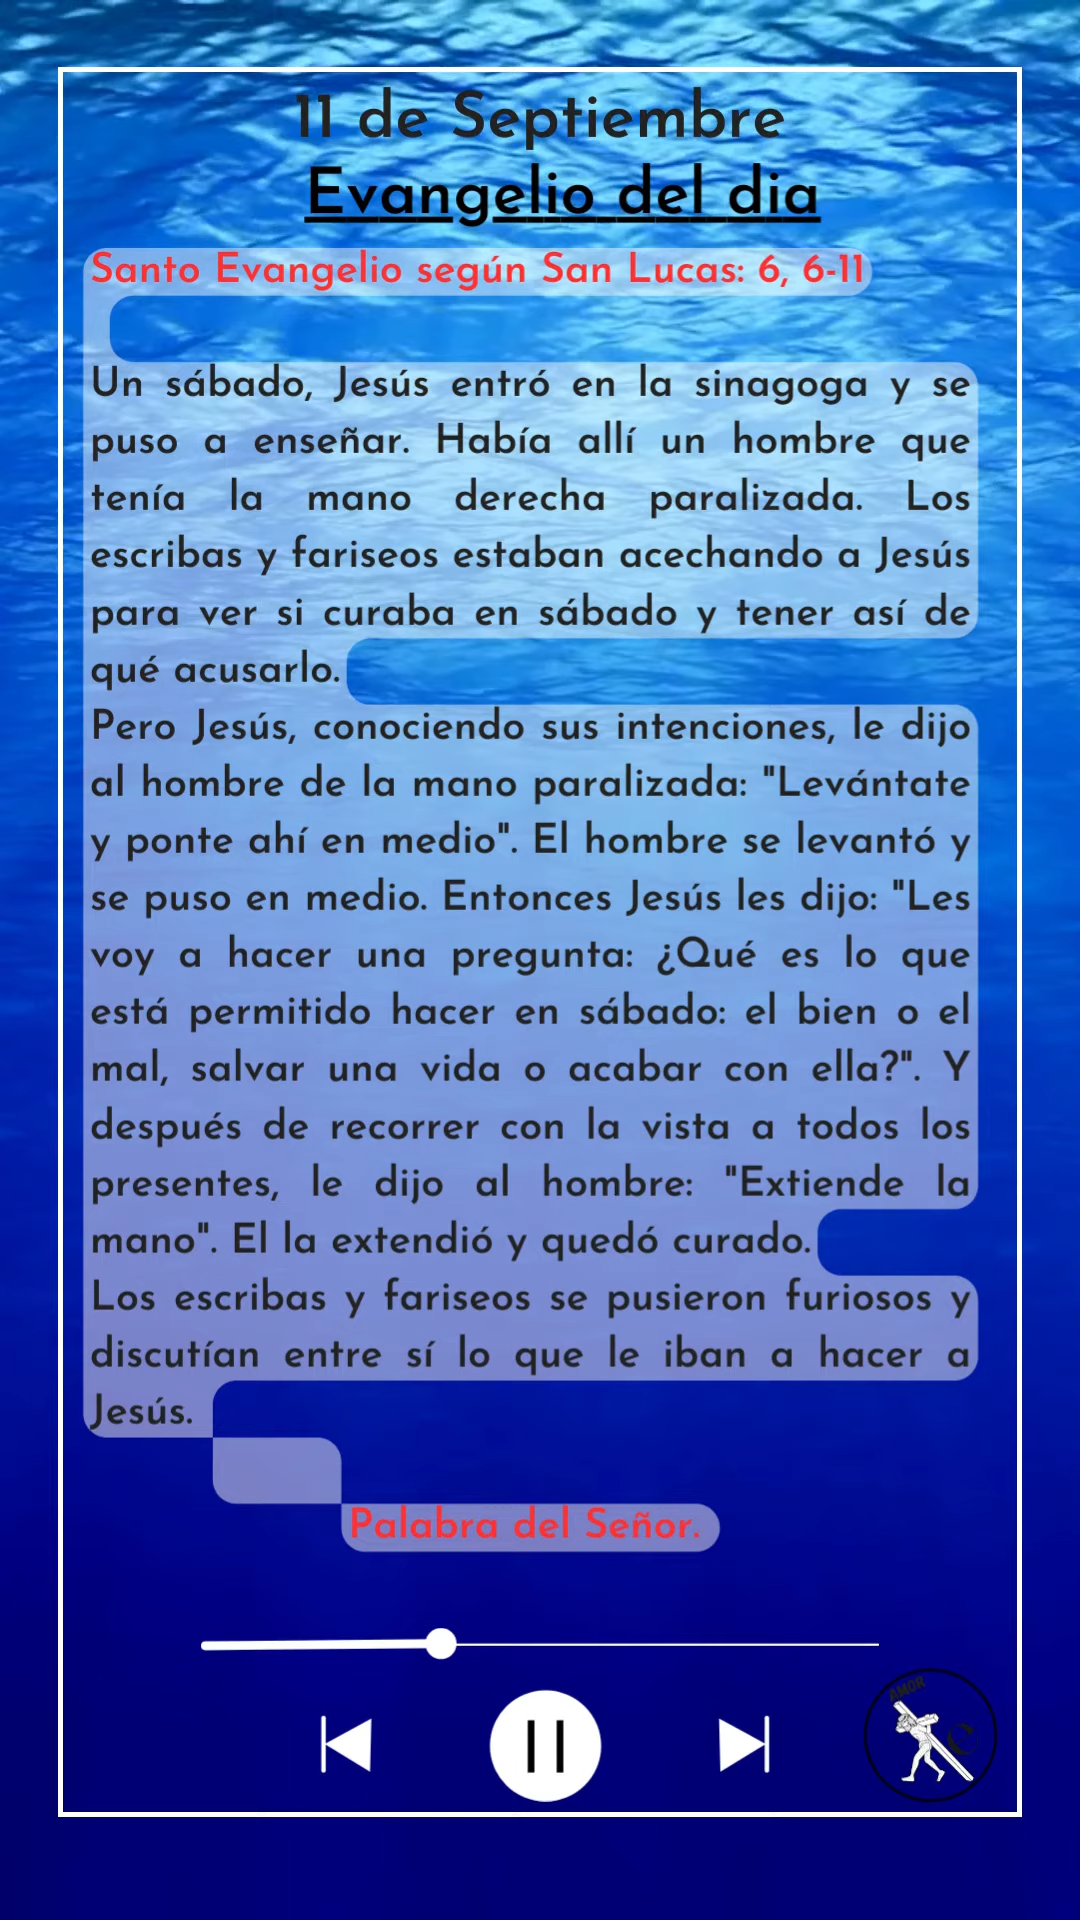 11 de Septiembre
Evangelio del dia
Santo Evangelio según San Lucas: 6, 6-11
Un sábado, Jesús entró en la sinagoga y se
puso a enseñar. Había allí un hombre que
tenía la mano derecha paralizada. Los
escribas y fariseos estaban acechando a Jesús
para ver si curaba en sábado y tener así de
qué acusarlo.
Pero Jesús, conociendo sus intenciones, le dijo
al hombre de la mano paralizada: "Levántate
y ponte ahí en medio". El hombre se levantó y
se puso en medio. Entonces Jesús les dijo: "Les
voy a hacer una pregunta: ¿Qué es lo que
está permitido hacer en sábado: el bien o el
mal, salvar una vida o acabar con ella?". Y
después de recorrer con la vista a todos los
presentes, le dijo al hombre: "Extiende la
mano". El la extendió y quedó curado.
Los escribas y fariseos se pusieron furiosos y
discutían entre sí lo que le iban a hacer a
Jesús.
Palabra del Señor.
AMOR
C